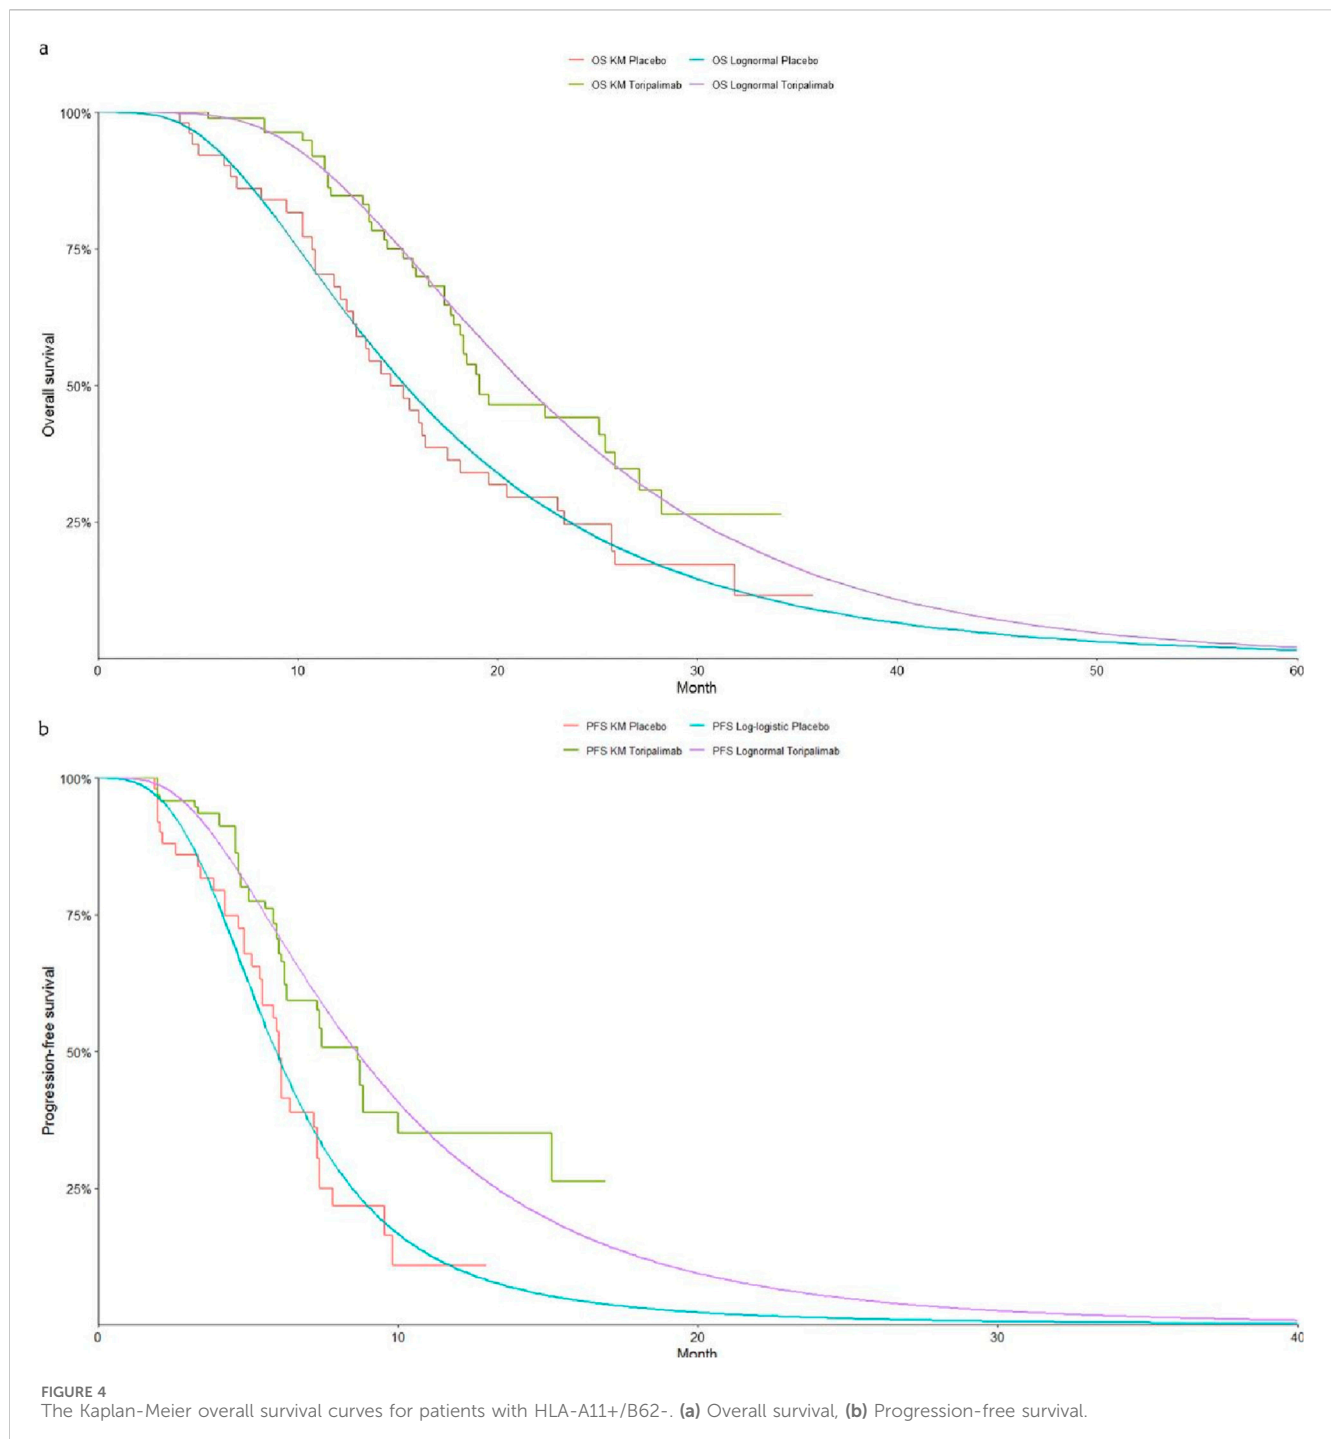 a
OS KM Placebo OS Lognormal Placebo
OS KM Toripalimab OS Lognormal Toripalimab
100%
75%
50%
25%
Overall survival
0 10 20 30 40 50 60
Month
b
PFS KM Placebo PFS Log-logistic Placebo
PFS KM Toripalimab PFS Lognormal Toripalimab
100%
75%
50%
25%
Progression-free survival
0 10 20 30 40
Month
FIGURE 4
The Kaplan-Meier overall survival curves for patients with HLA-A11+/B62-. (a) Overall survival, (b) Progression-free survival.